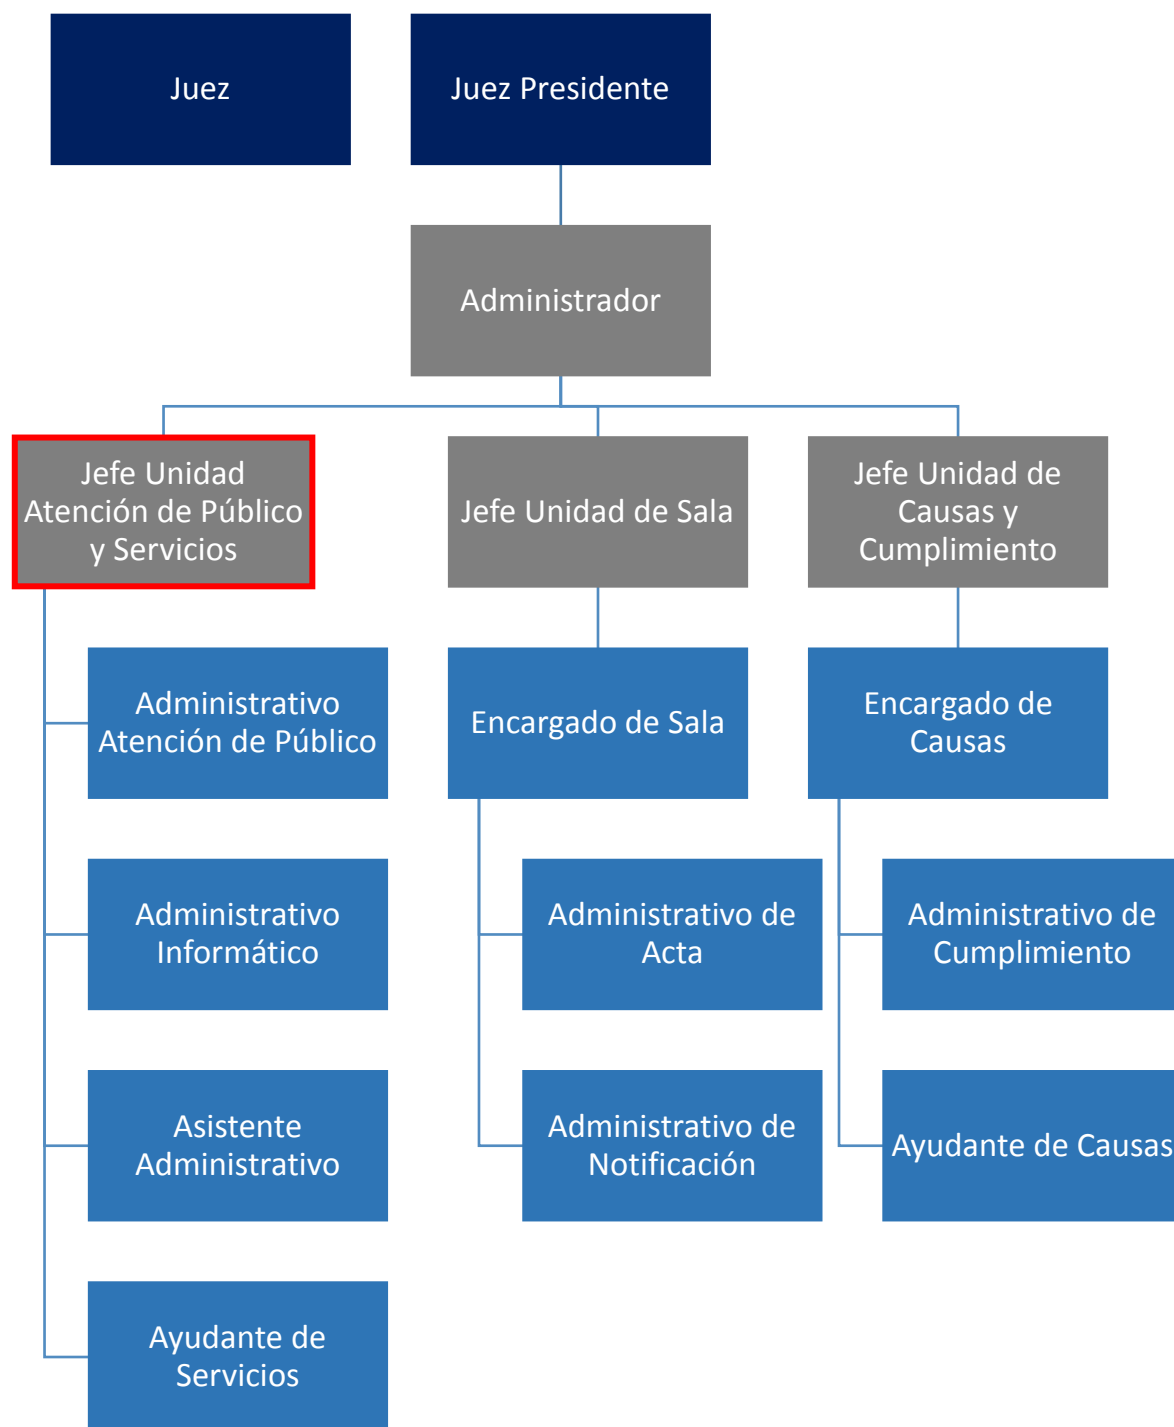 Juez
Juez Presidente
Administrador
Jefe Unidad
Atención de Público
y Servicios
Jefe Unidad de Sala
Jefe Unidad de
Causas y
Cumplimiento
Administrativo
Atención de Público
Encargado de Sala
Encargado de
Causas
Administrativo
Informático
Administrativo de
Acta
Administrativo de
Cumplimiento
Asistente
Administrativo
Administrativo de
Notificación
Ayudante de Causas
Ayudante de
Servicios